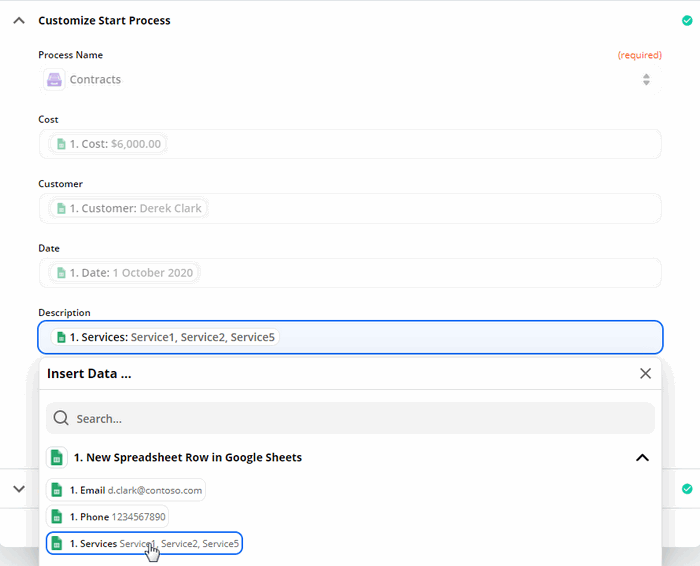 Customize Start Process
Process Name (required)
Contracts
Cost
1. Cost: $6,000.00
Customer
1. Customer: Derek Clark
Date
1. Date: 1 October 2020
Description
1. Services: Service1, Service2, Service5
Insert Data ...
Search...
1. New Spreadsheet Row in Google Sheets
1. Email d.clark@contoso.com
1. Phone 1234567890
1. Services Service1, Service2, Service5